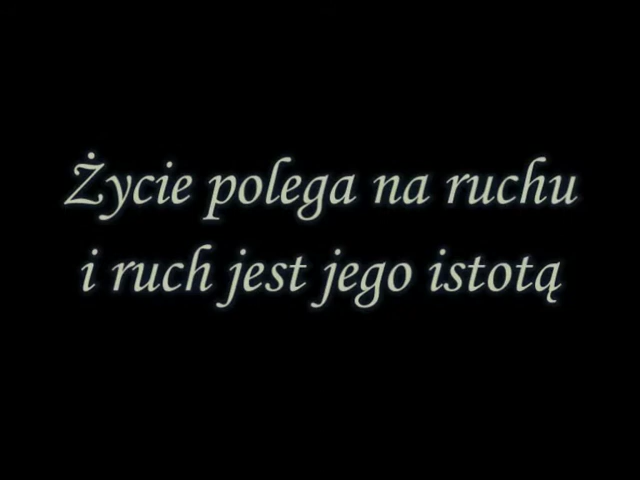 Życie polega na ruchu
i ruch jest jego istotą